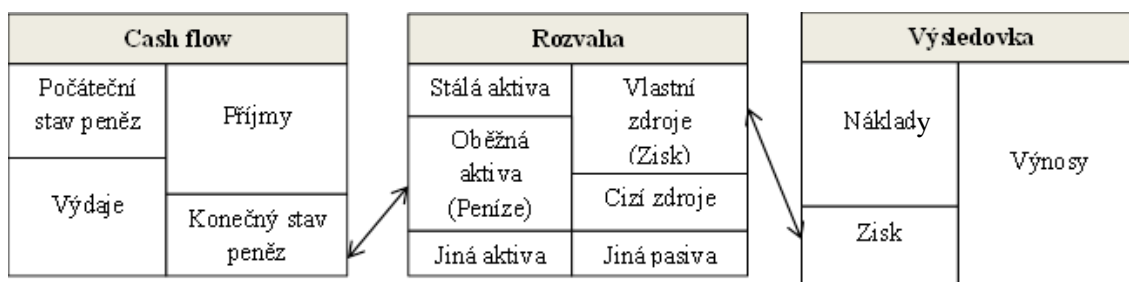 Cash flow
Počáteční
stav peněz
Výdaje
Příjmy
Konečný stav
peněz
Rozvaha
Stálá aktiva
Oběžná
aktiva
(Peníze)
Jiná aktiva
Vlastní
zdroje
(Zisk)
Cizí zdroje
Jiná pasiva
Výsledovka
Náklady
Zisk
Výnosy